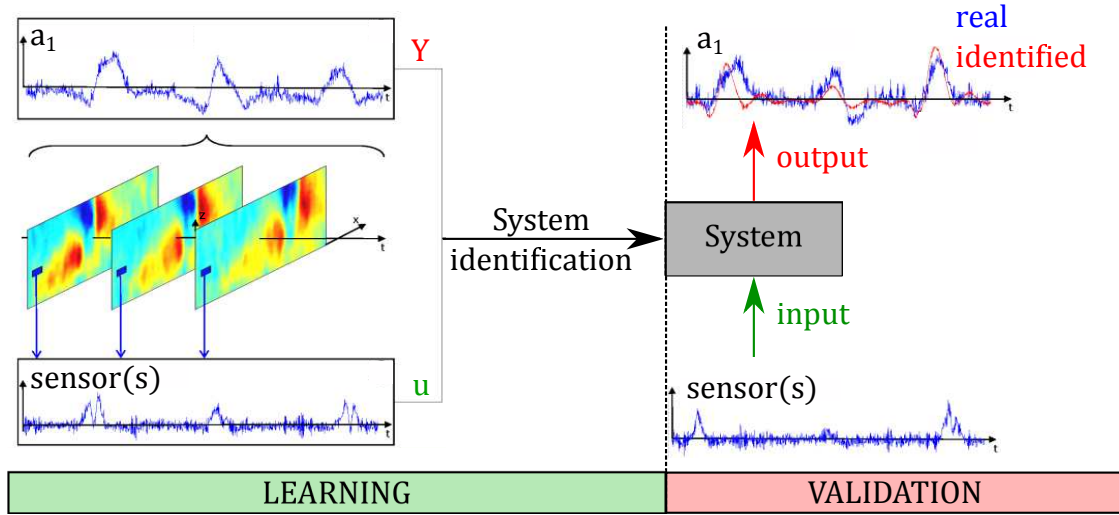 a1
t
Y
z
x
t
sensor(s)
t
u
System
identification
real
identified
a1
t
output
System
input
sensor(s)
t
LEARNING
VALIDATION